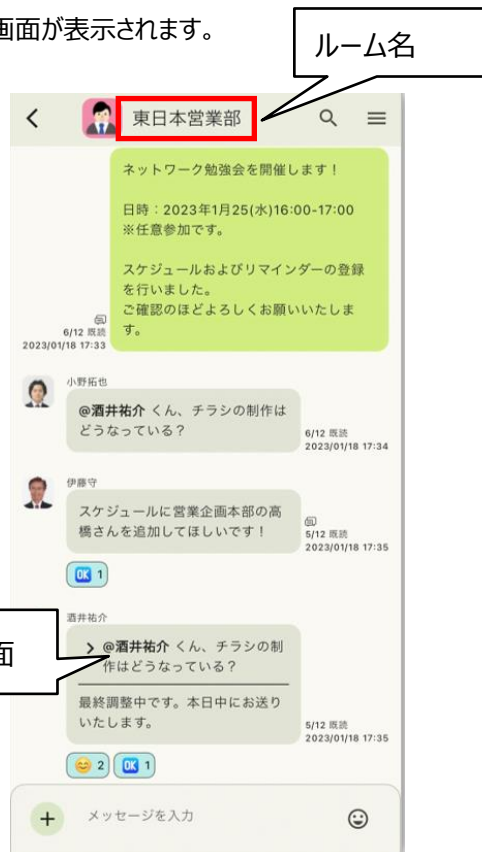 画面が表示されます。
ルーム名
東日本営業部
ネットワーク勉強会を開催します！
日時：2023年1月25(水)16:00-17:00
※任意参加です。
スケジュールおよびリマインダーの登録
を行いました。
ご確認のほどよろしくお願いいたしま
す。
6/12 既読
2023/01/18 17:33
小野拓也
@酒井祐介 くん、チラシの制作は
どうなっている？
6/12 既読
2023/01/18 17:34
伊藤守
スケジュールに営業企画本部の高
橋さんを追加してほしいです！
5/12 既読
2023/01/18 17:35
OK 1
酒井祐介
面
@酒井祐介 くん、チラシの制
作はどうなっている？
最終調整中です。本日中にお送り
いたします。
5/12 既読
2023/01/18 17:35
2
OK 1
メッセージを入力